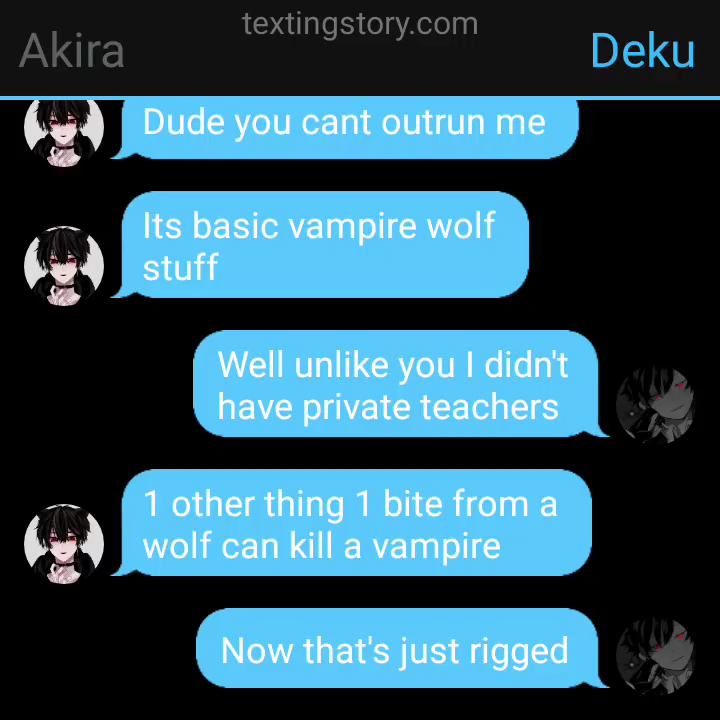 textingstory.com
Akira
Deku
Dude you cant outrun me
Its basic vampire wolf
stuff
Well unlike you I didn't
have private teachers
1 other thing 1 bite from a
wolf can kill a vampire
Now that's just rigged